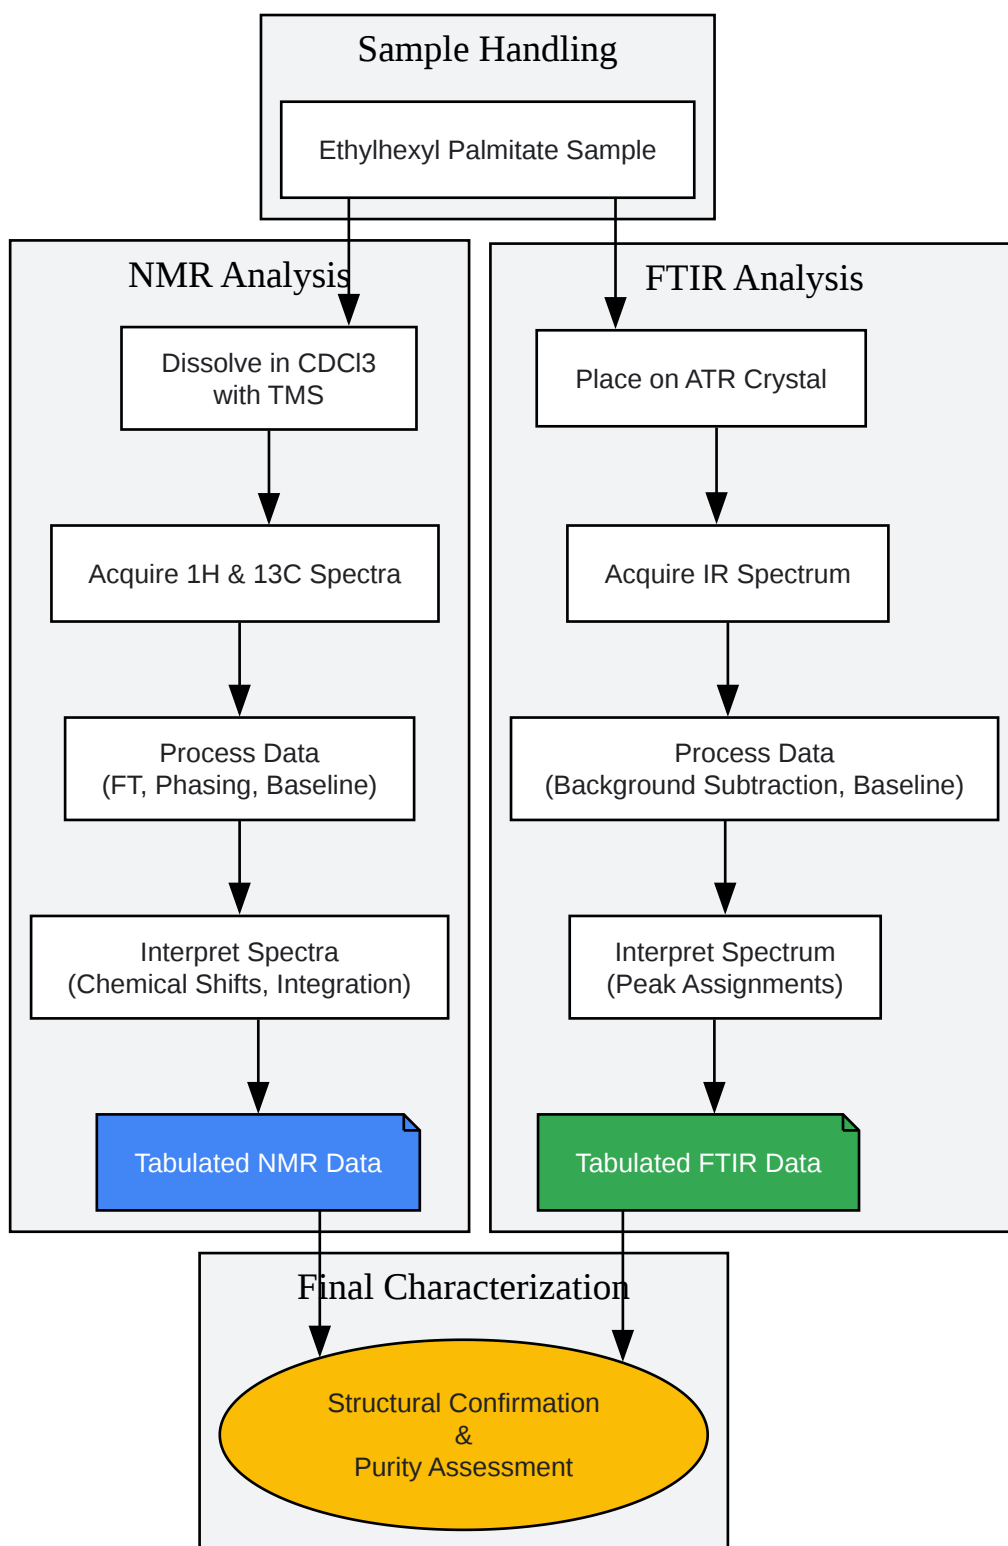 Sample Handling
Ethylhexyl Palmitate Sample
NMR Analysis
Dissolve in CDCl3
with TMS
Acquire 1H & 13C Spectra
Process Data
(FT, Phasing, Baseline)
Interpret Spectra
(Chemical Shifts, Integration)
Tabulated NMR Data
FTIR Analysis
Place on ATR Crystal
Acquire IR Spectrum
Process Data
(Background Subtraction, Baseline)
Interpret Spectrum
(Peak Assignments)
Tabulated FTIR Data
Final Characterization
Structural Confirmation
&
Purity Assessment